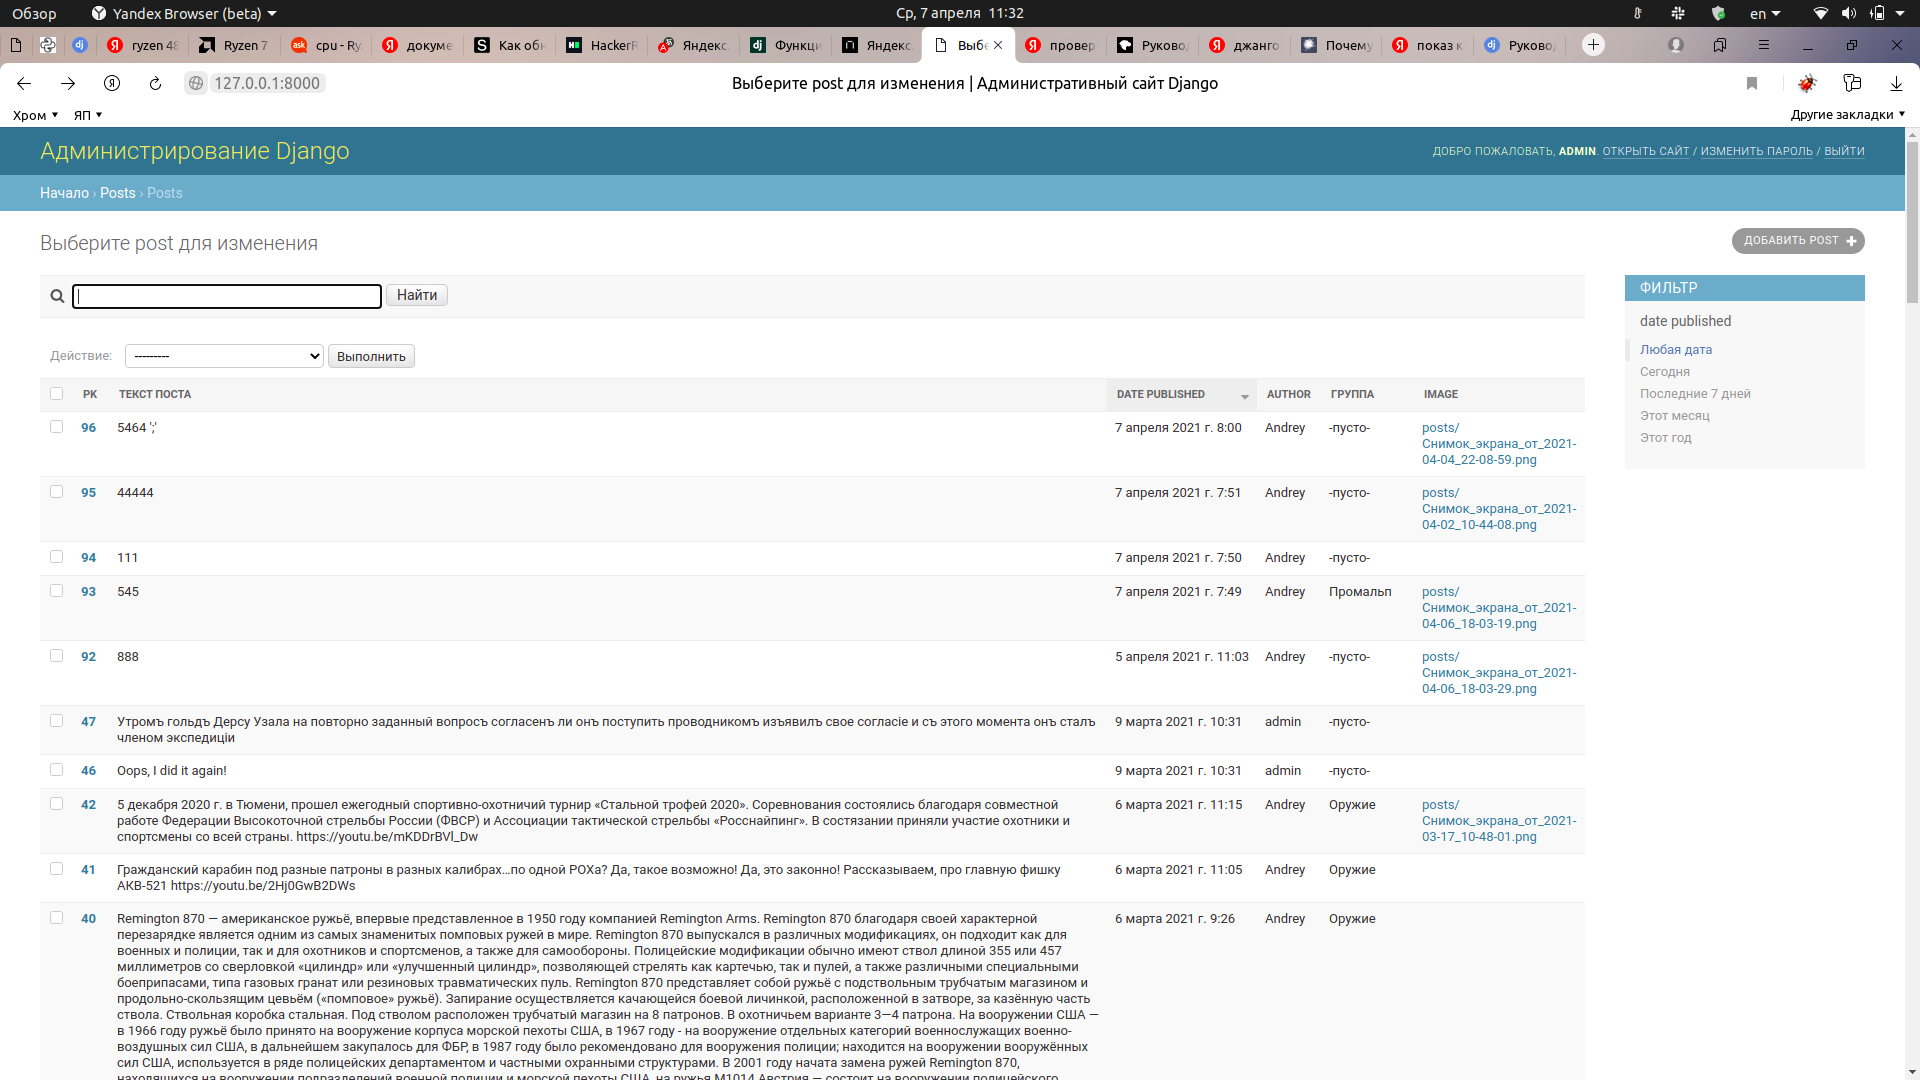 Обзор Yandex Browser (beta) Ср, 7 апреля 11:32 en
ryzen 48 Ryzen 7 cpu - Ry. докуме Как обн HackerR Яндекс. Функци Яндекс. Выбе провер Руково, джанго Почему показ к Руково,
127.0.0.1:8000 Выберите post для изменения | Административный сайт Django
Хром ЯП Другие закладки
Администрирование Django ДОБРО ПОЖАЛОВАТЬ, ADMIN. ОТКРЫТЬ САЙТ / ИЗМЕНИТЬ ПАРОЛЬ / ВЫЙТИ
Начало › Posts › Posts
Выберите post для изменения ДОБАВИТЬ POST
Найти
Действие: --------- Выполнить
PK ТЕКСТ ПОСТА DATE PUBLISHED AUTHOR ГРУППА IMAGE
96 5464 ';' 7 апреля 2021 г. 8:00 Andrey -пусто- posts/
Снимок_экрана_от_2021-
04-04_22-08-59.png
95 44444 7 апреля 2021 г. 7:51 Andrey -пусто- posts/
Снимок_экрана_от_2021-
04-02_10-44-08.png
94 111 7 апреля 2021 г. 7:50 Andrey -пусто-
93 545 7 апреля 2021 г. 7:49 Andrey Промальп posts/
Снимок_экрана_от_2021-
04-06_18-03-19.png
92 888 5 апреля 2021 г. 11:03 Andrey -пусто- posts/
Снимок_экрана_от_2021-
04-06_18-03-29.png
47 Утромъ гольдъ Дерсу Узала на повторно заданный вопросъ согласенъ ли онъ поступить проводникомъ изъявилъ свое согласіе и съ этого момента онъ сталъ 9 марта 2021 г. 10:31 admin -пусто-
членом экспедиціи
46 Oops, I did it again! 9 марта 2021 г. 10:31 admin -пусто-
42 5 декабря 2020 г. в Тюмени, прошел ежегодный спортивно-охотничий турнир «Стальной трофей 2020». Соревнования состоялись благодаря совместной 6 марта 2021 г. 11:15 Andrey Оружие posts/
работе Федерации Высокоточной стрельбы России (ФВСР) и Ассоциации тактической стрельбы «Росснайпинг». В состязании приняли участие охотники и Снимок_экрана_от_2021-
спортсмены со всей страны. https://youtu.be/mKDDrBVl_Dw 03-17_10-48-01.png
41 Гражданский карабин под разные патроны в разных калибрах…по одной РОХа? Да, такое возможно! Да, это законно! Рассказываем, про главную фишку 6 марта 2021 г. 11:05 Andrey Оружие
АКВ-521 https://youtu.be/2Hj0GwB2DWs
40 Remington 870 — американское ружьё, впервые представленное в 1950 году компанией Remington Arms. Remington 870 благодаря своей характерной 6 марта 2021 г. 9:26 Andrey Оружие
перезарядке является одним из самых знаменитых помповых ружей в мире. Remington 870 выпускался в различных модификациях, он подходит как для
военных и полиции, так и для охотников и спортсменов, а также для самообороны. Полицейские модификации обычно имеют ствол длиной 355 или 457
миллиметров со сверловкой «цилиндр» или «улучшенный цилиндр», позволяющей стрелять как картечью, так и пулей, а также различными специальными
боеприпасами, типа газовых гранат или резиновых травматических пуль. Remington 870 представляет собой ружьё с подствольным трубчатым магазином и
продольно-скользящим цевьём («помповое» ружьё). Запирание осуществляется качающейся боевой личинкой, расположенной в затворе, за казённую часть
ствола. Ствольная коробка стальная. Под стволом расположен трубчатый магазин на 8 патронов. В охотничьем варианте 3—4 патрона. На вооружении США —
в 1966 году ружьё было принято на вооружение корпуса морской пехоты США, в 1967 году - на вооружение отдельных категорий военнослужащих военно-
воздушных сил США, в дальнейшем закупалось для ФБР, в 1987 году было рекомендовано для вооружения полиции; находится на вооружении вооружённых
сил США, используется в ряде полицейских департаментом и частными охранными структурами. В 2001 году начата замена ружей Remington 870,
находящихся на вооружении подразделений военной полиции и морской пехоты США, на ружья M1014 Австрия — состоит на вооружении полицейского
ФИЛЬТР
date published
Любая дата
Сегодня
Последние 7 дней
Этот месяц
Этот год